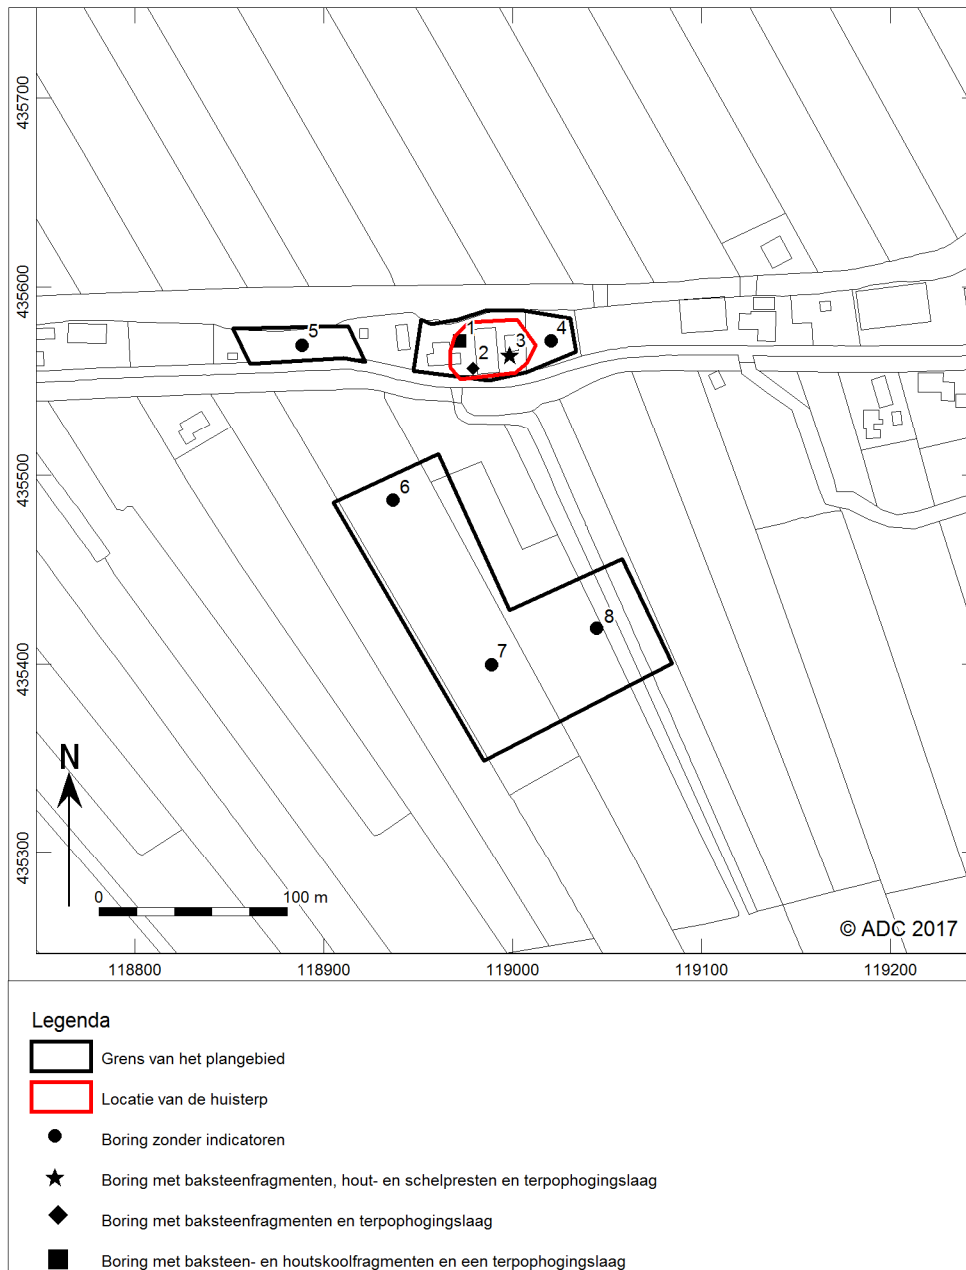 435700
435600
435500
435400
435300
5
1
2
3
4
6
7
8
N
0 100 m
© ADC 2017
118800 118900 119000 119100 119200
Legenda
Grens van het plangebied
Locatie van de huisterp
Boring zonder indicatoren
Boring met baksteenfragmenten, hout- en schelpresten en terpophogingslaag
Boring met baksteenfragmenten en terpophogingslaag
Boring met baksteen- en houtskoolfragmenten en een terpophogingslaag